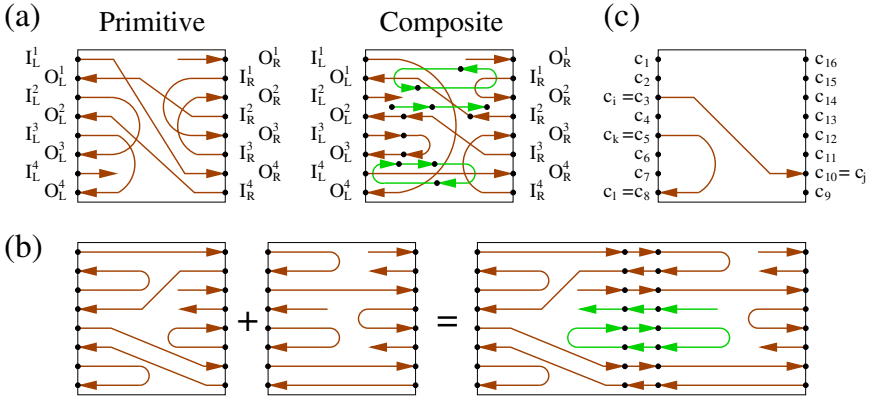 (a) Primitive Composite (c)
I_L^1 O_R^1 I_L^1 O_R^1 c_1 c_16
O_L^1 I_R^1 O_L^1 I_R^1 c_2 c_15
I_L^2 O_R^2 I_L^2 O_R^2 c_i =c_3 c_14
O_L^2 I_R^2 O_L^2 I_R^2 c_4 c_13
I_L^3 O_R^3 I_L^3 O_R^3 c_k =c_5 c_12
O_L^3 I_R^3 O_L^3 I_R^3 c_6 c_11
I_L^4 O_R^4 I_L^4 O_R^4 c_7 c_10 = c_j
O_L^4 I_R^4 O_L^4 I_R^4 c_l =c_8 c_9
(b)
+ =